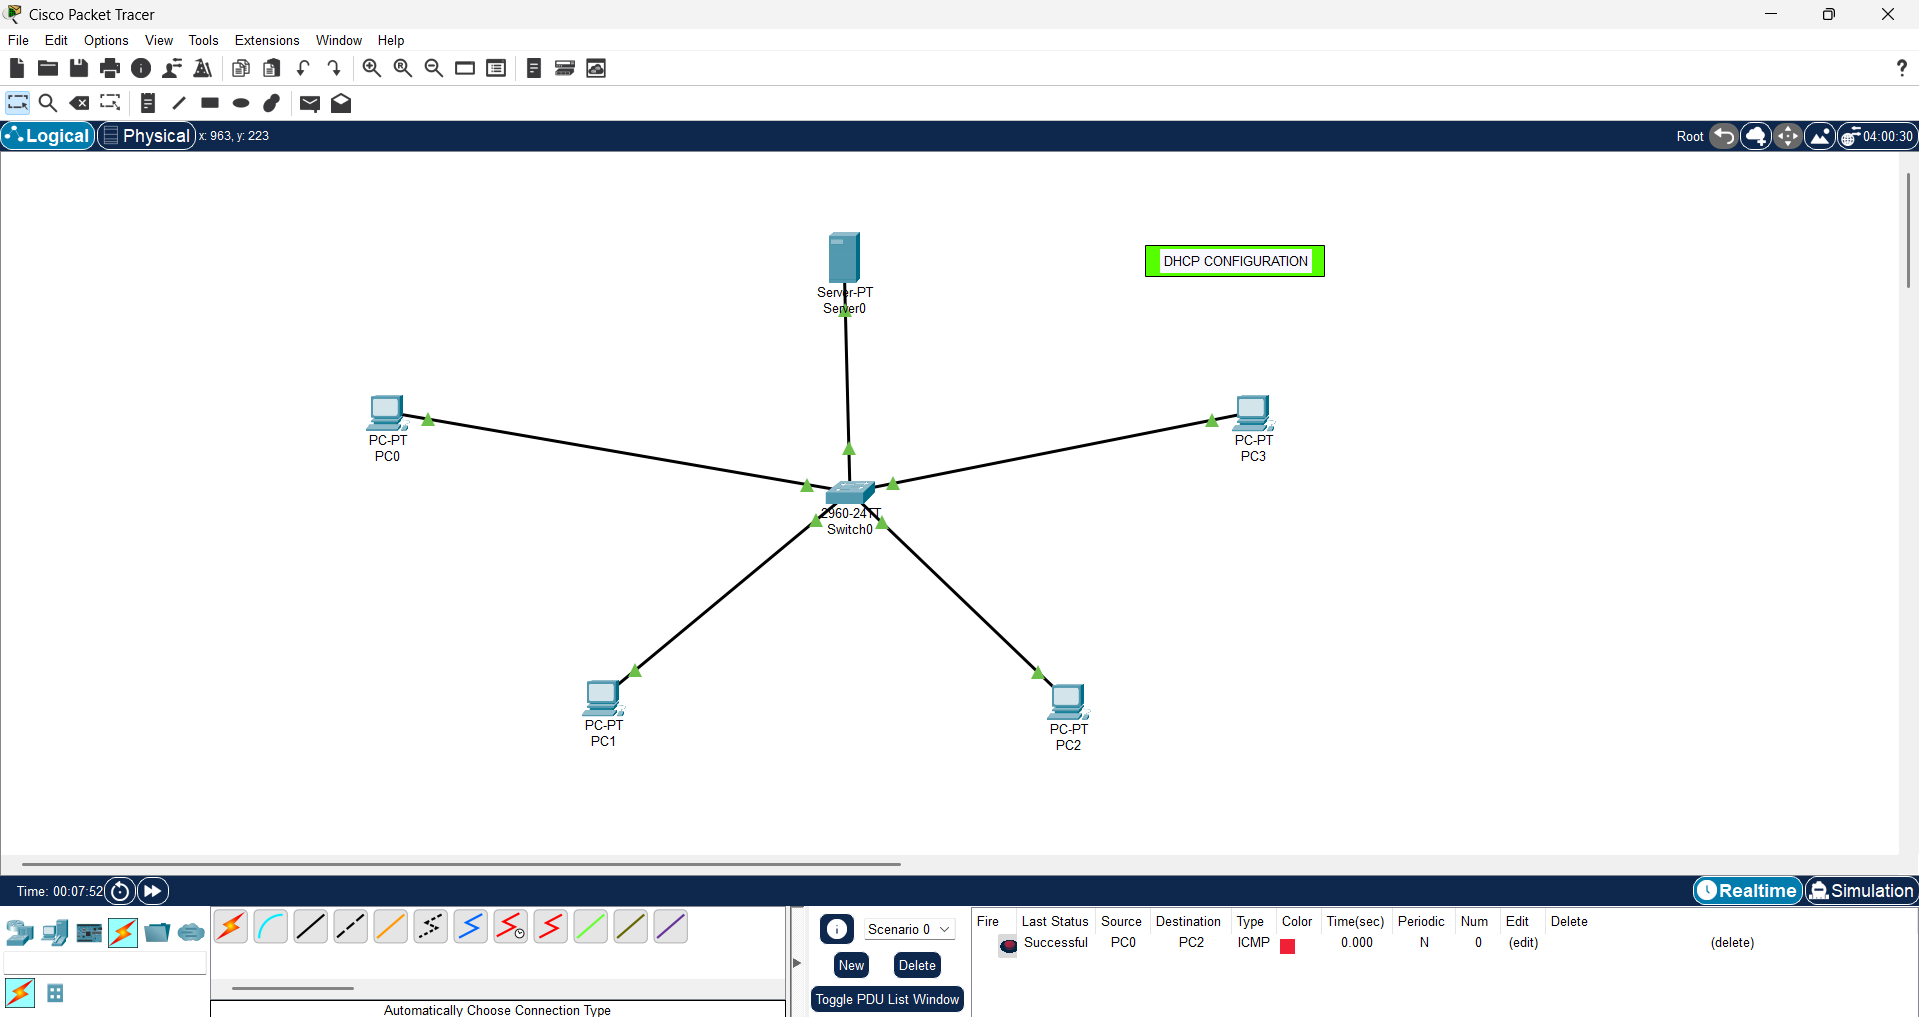 Cisco Packet Tracer
File Edit Options View Tools Extensions Window Help
Logical Physical x: 963, y: 223 Root 04:00:30
DHCP CONFIGURATION
Server-PT
Server0
PC-PT
PC0
PC-PT
PC3
2960-24TT
Switch0
PC-PT
PC1
PC-PT
PC2
Time: 00:07:52 Realtime Simulation
Scenario 0
New Delete
Toggle PDU List Window
Fire Last Status Source Destination Type Color Time(sec) Periodic Num Edit Delete
Successful PC0 PC2 ICMP 0.000 N 0 (edit) (delete)
Automatically Choose Connection Type